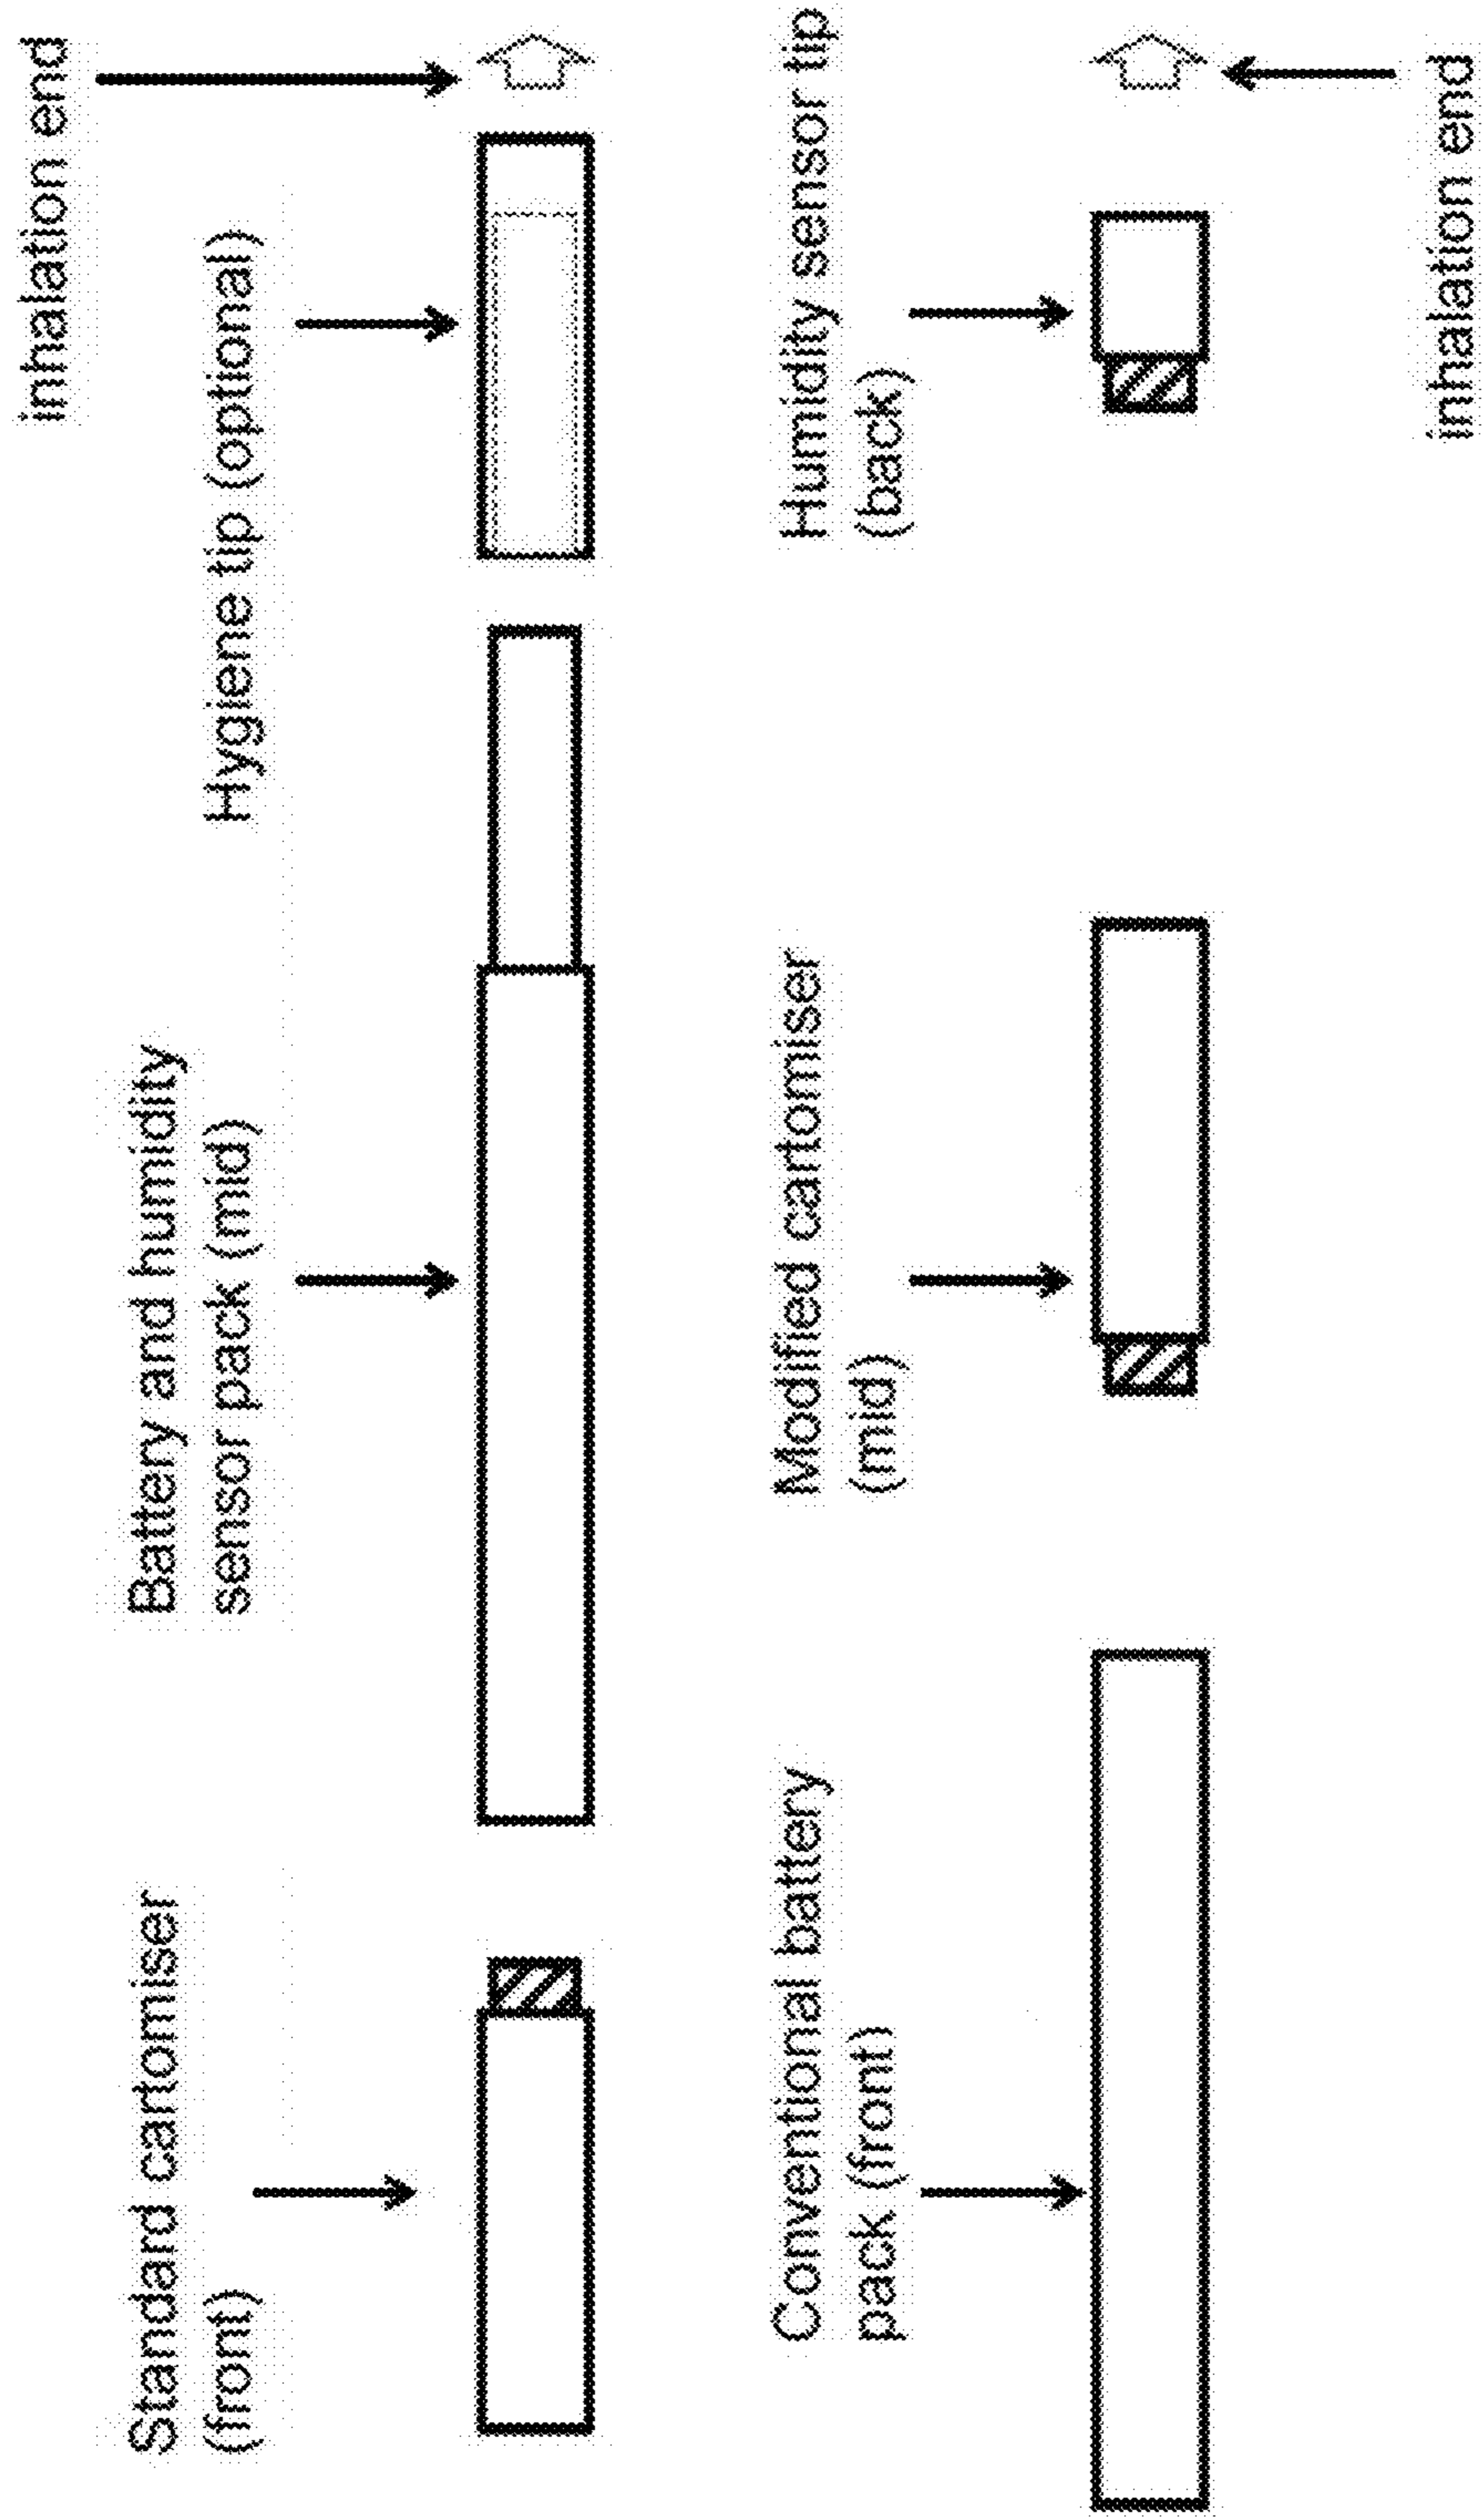 inhalation end
Standard cartomiser
(front)
Battery and humidity
sensor pack (mid)
Hygiene tip (optional)
Conventional battery
pack (front)
Modified cartomiser
(mid)
Humidity sensor tip
(back)
inhalation end